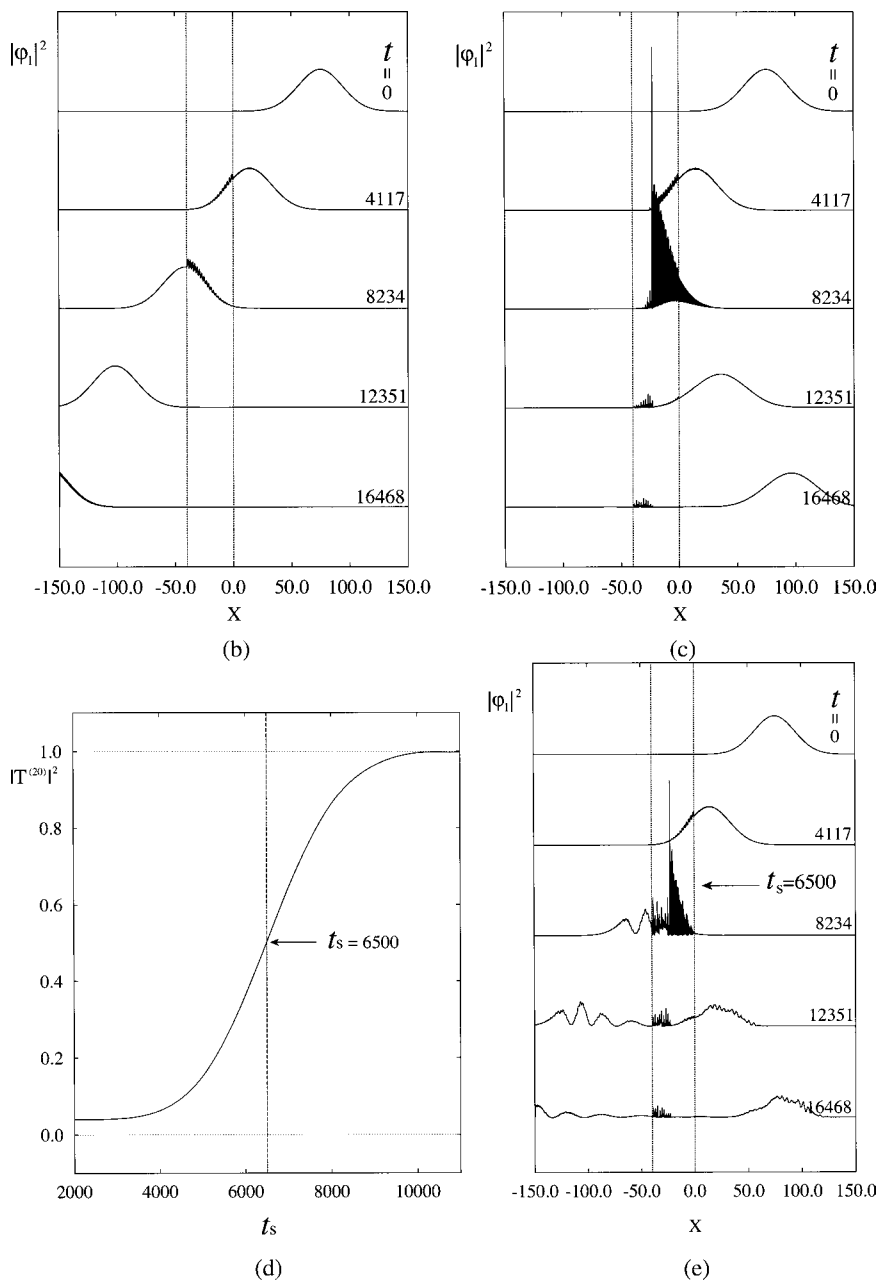 |φ₁|²
t
=
0
4117
8234
12351
16468
-150.0 -100.0 -50.0 0.0 50.0 100.0 150.0
X
(b)
|φ₁|²
t
=
0
4117
8234
12351
16468
-150.0 -100.0 -50.0 0.0 50.0 100.0 150.0
X
(c)
1.0
|T⁽²⁰⁾|²
0.8
0.6
tₛ = 6500
0.4
0.2
0.0
2000 4000 6000 8000 10000
tₛ
(d)
|φ₁|²
t
=
0
4117
tₛ=6500
8234
12351
16468
-150.0 -100.0 -50.0 0.0 50.0 100.0 150.0
X
(e)